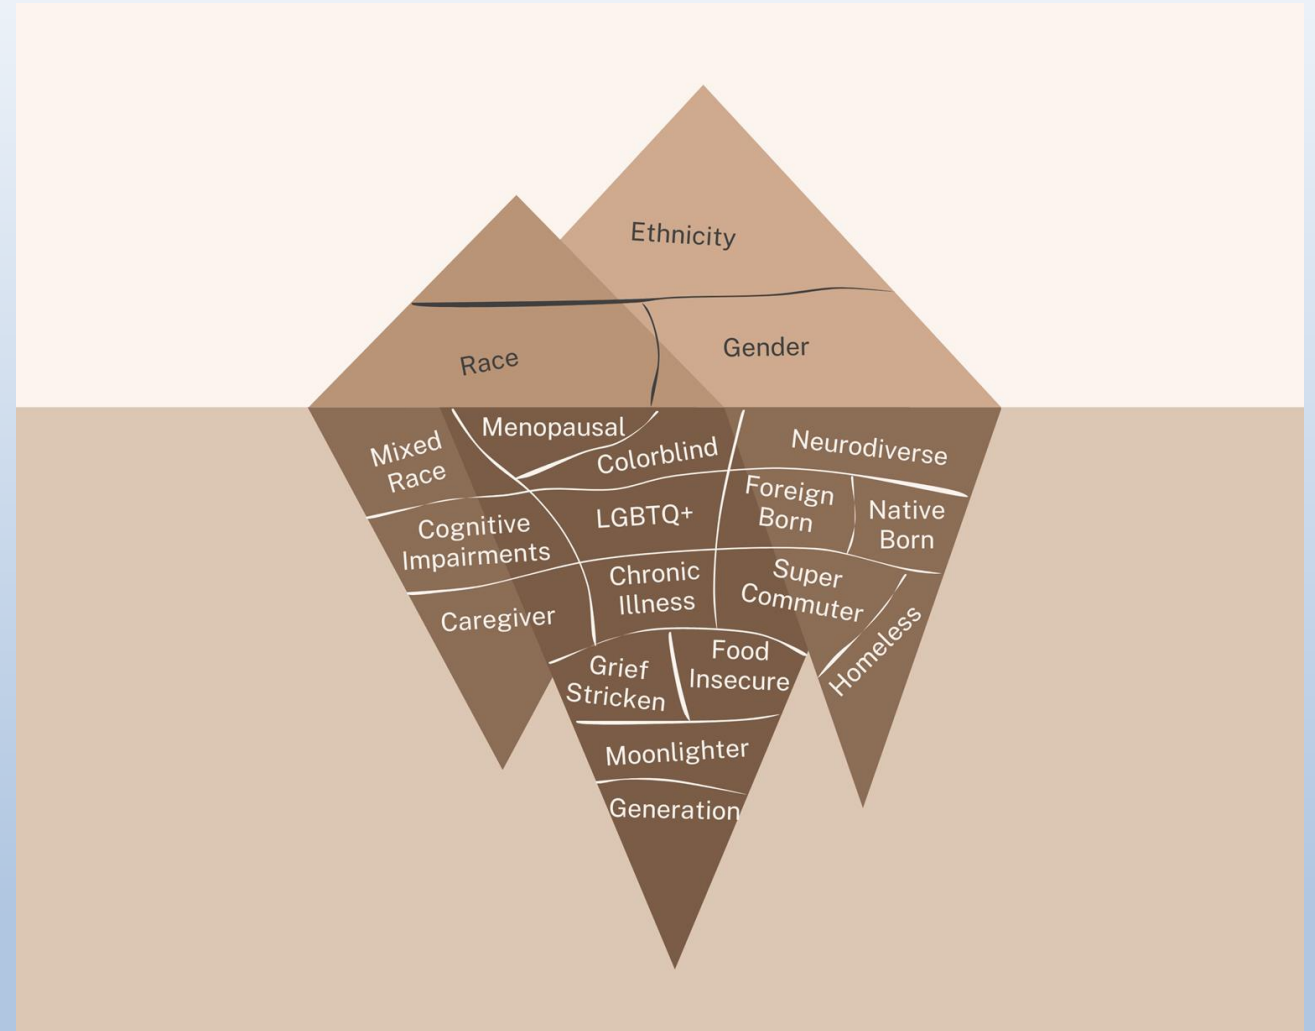 Ethnicity
Race
Gender
Menopausal
Mixed
Race
Colorblind
Neurodiverse
Cognitive
Impairments
LGBTQ+
Foreign
Born
Native
Born
Caregiver
Chronic
Illness
Super
Commuter
Homeless
Grief
Stricken
Food
Insecure
Moonlighter
Generation